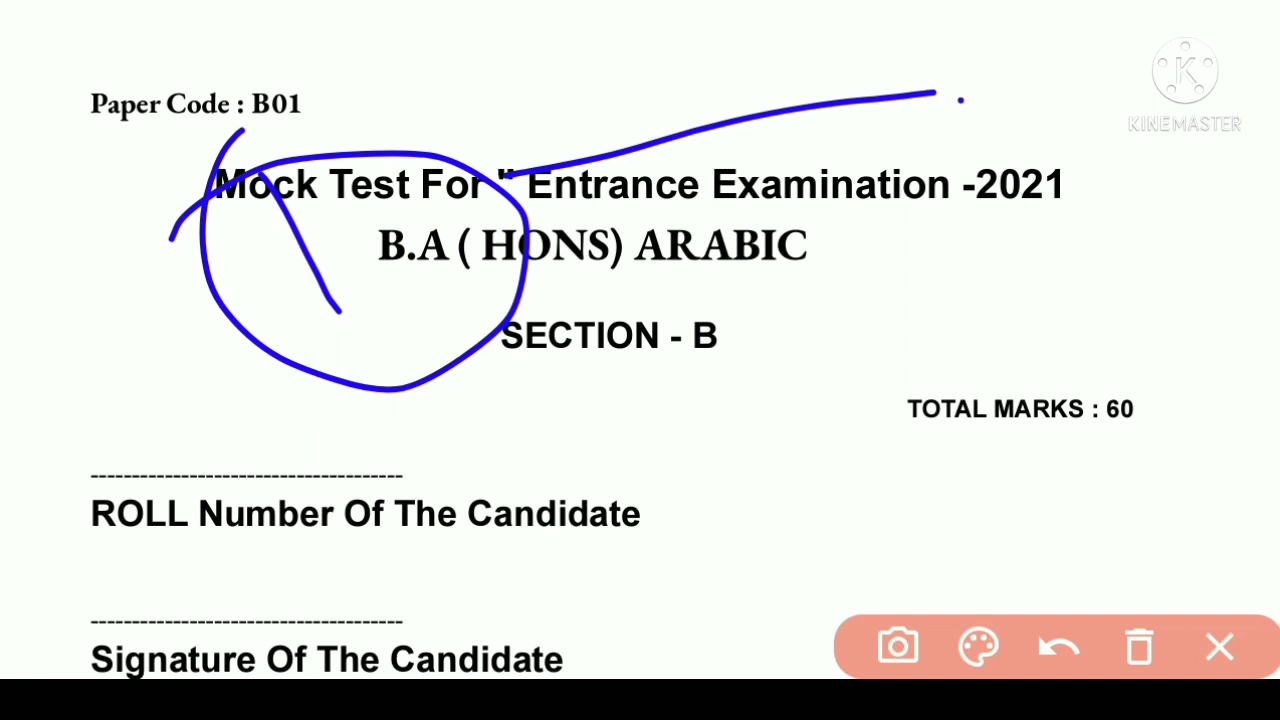 KINEMASTER
Paper Code : B01
Mock Test For " Entrance Examination -2021
B.A ( HONS) ARABIC
SECTION - B
TOTAL MARKS : 60
--------------------------------------
ROLL Number Of The Candidate
--------------------------------------
Signature Of The Candidate